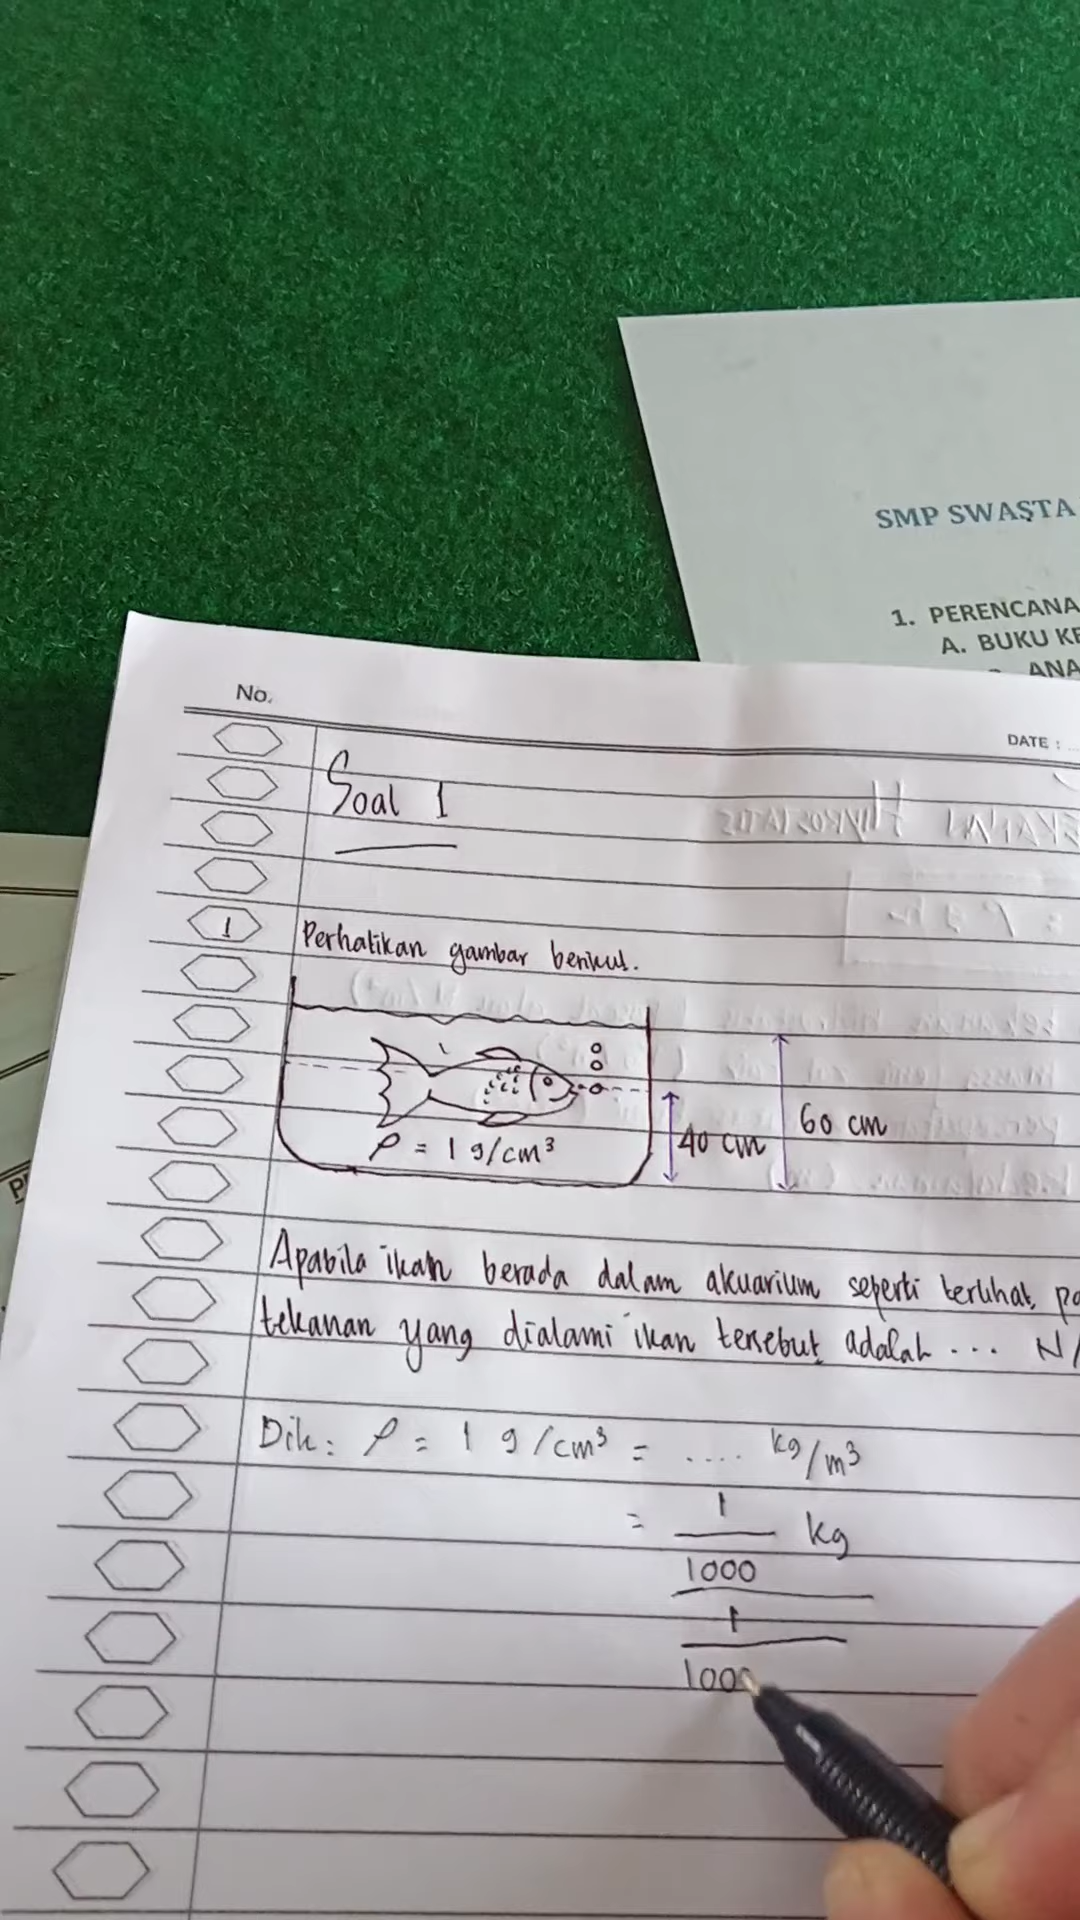 SMP SWASTA
1. PERENCANA
A. BUKU KE
ANA
No.
DATE :
Soal 1
1 Perhatikan gambar berikut.
ρ = 1 g/cm³
40 cm
60 cm
Apabila ikan berada dalam akuarium seperti terlihat, pa
tekanan yang dialami ikan tersebut adalah ... N/
Dik: ρ = 1 g/cm³ = .... kg/m³
= 1/1000 kg
1
1000